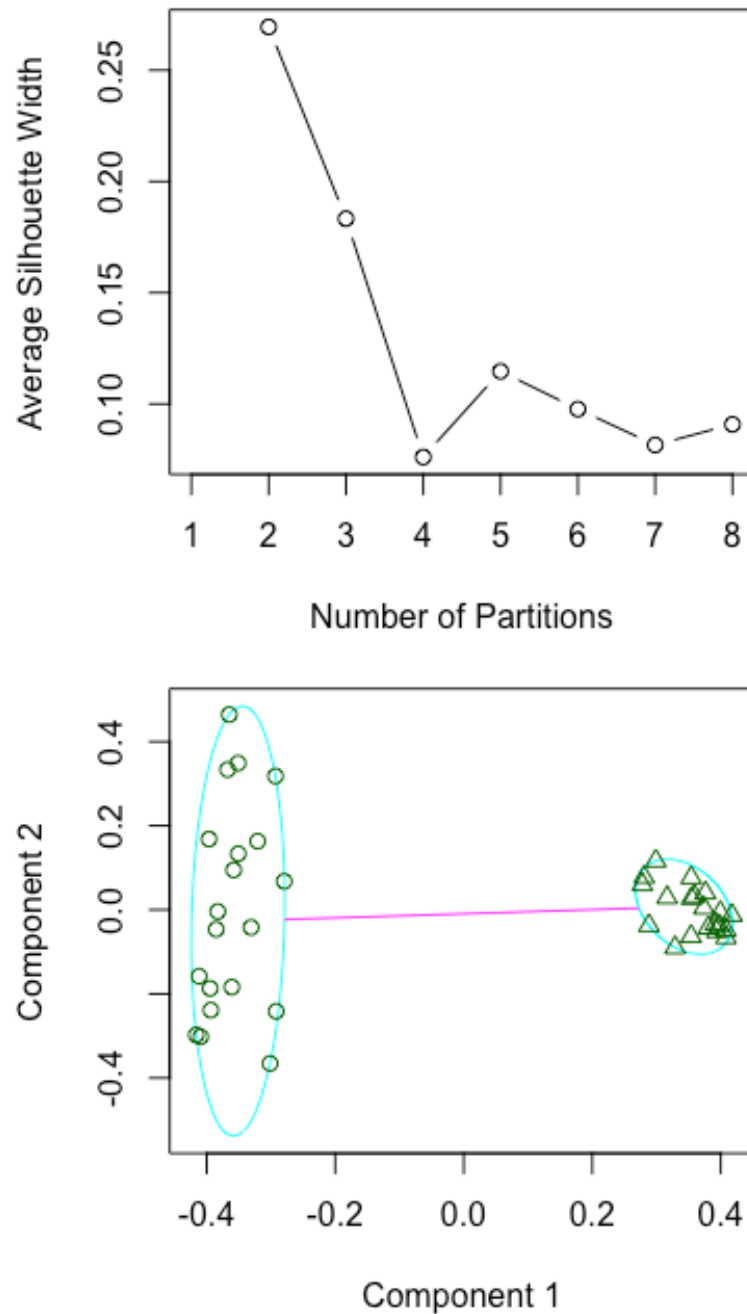 Average Silhouette Width
0.25
0.20
0.15
0.10
1 2 3 4 5 6 7 8
Number of Partitions
Component 2
0.4
0.2
0.0
-0.4
-0.4 -0.2 0.0 0.2 0.4
Component 1